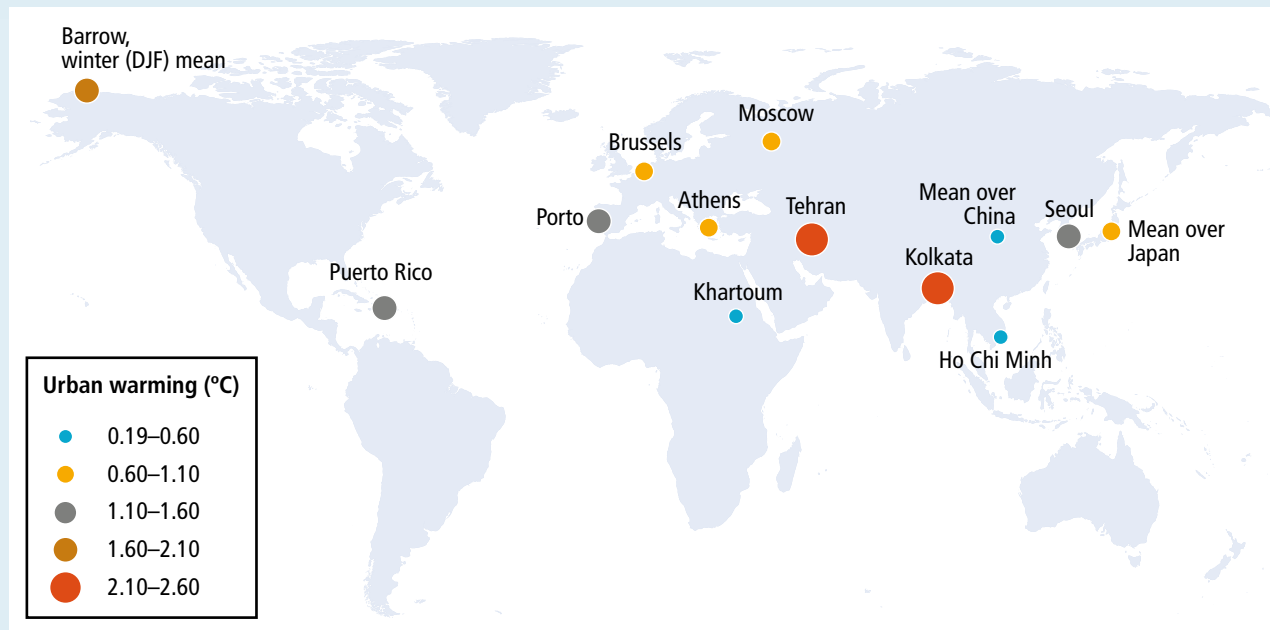 Barrow,
winter (DJF) mean
Moscow
Brussels
Mean over
China
Athens
Tehran
Seoul
Porto
Mean over
Japan
Kolkata
Puerto Rico
Khartoum
Ho Chi Minh
Urban warming (ºC)
0.19–0.60
0.60–1.10
1.10–1.60
1.60–2.10
2.10–2.60